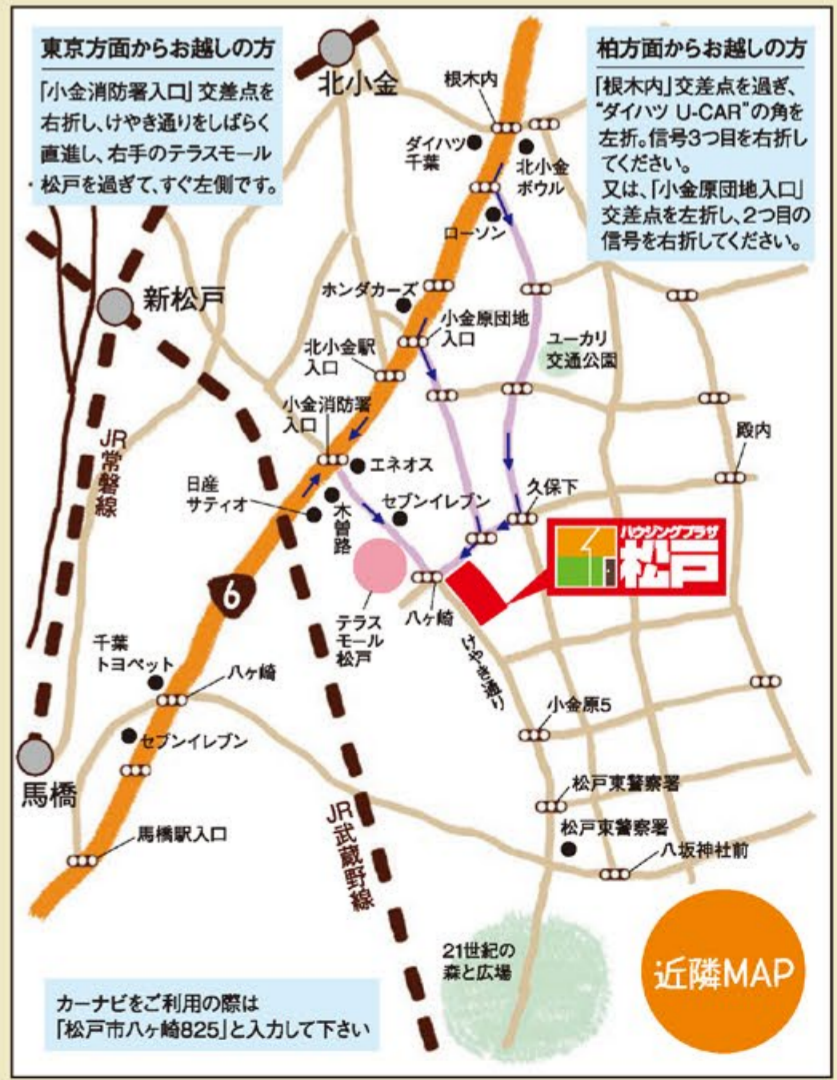 東京方面からお越しの方
「小金消防署入口」交差点を
右折し、けやき通りをしばらく
直進し、右手のテラスモール
松戸を過ぎて、すぐ左側です。
柏方面からお越しの方
「根木内」交差点を過ぎ、
“ダイハツ U-CAR”の角を
左折。信号3つ目を右折し
てください。
又は、「小金原団地入口」
交差点を左折し、2つ目の
信号を右折してください。
北小金
根木内
ダイハツ
千葉
北小金
ボウル
ローソン
新松戸
ホンダカーズ
小金原団地
入口
北小金駅
入口
ユーカリ
交通公園
小金消防署
入口
殿内
JR常磐線
エネオス
日産
サティオ
木曽路
セブンイレブン
久保下
ハウジングプラザ
松戸
6
テラス
モール
松戸
八ヶ崎
けやき通り
千葉
トヨペット
八ヶ崎
小金原5
セブンイレブン
馬橋
松戸東警察署
松戸東警察署
馬橋駅入口
八坂神社前
JR武蔵野線
21世紀の
森と広場
近隣MAP
カーナビをご利用の際は
「松戸市八ヶ崎825」と入力して下さい